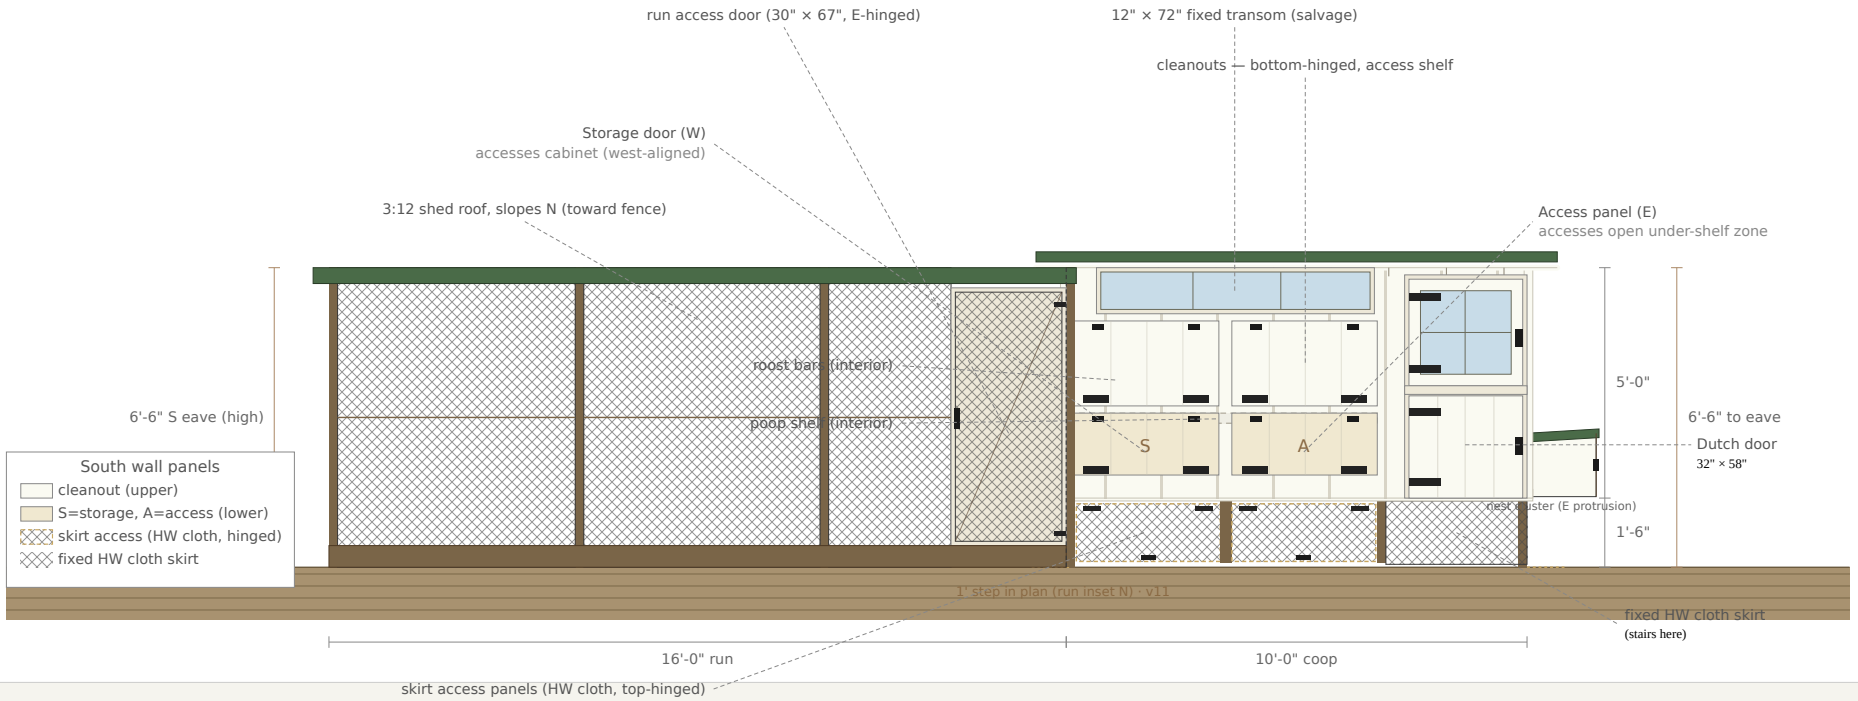 run access door (30" × 67", E-hinged)
12" × 72" fixed transom (salvage)
cleanouts — bottom-hinged, access shelf
Storage door (W)
accesses cabinet (west-aligned)
3:12 shed roof, slopes N (toward fence)
Access panel (E)
accesses open under-shelf zone
roost bars (interior)
poop shelf (interior)
5'-0"
6'-6" S eave (high)
6'-6" to eave
S
A
Dutch door
32" × 58"
South wall panels
cleanout (upper)
S=storage, A=access (lower)
skirt access (HW cloth, hinged)
fixed HW cloth skirt
nest cluster (E protrusion)
1'-6"
1' step in plan (run inset N) · v11
fixed HW cloth skirt
(stairs here)
16'-0" run
10'-0" coop
skirt access panels (HW cloth, top-hinged)